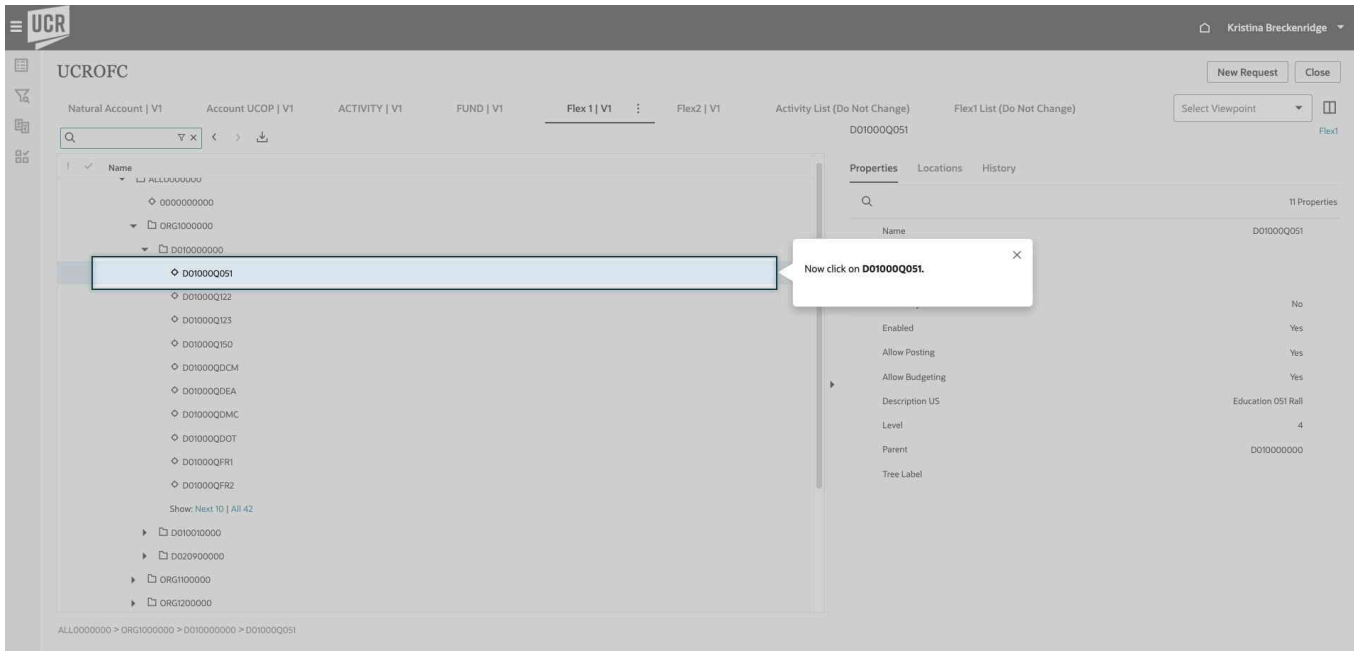 UCR
Kristina Breckenridge
UCROFC
New Request
Close
Natural Account | V1
Account UCOP | V1
ACTIVITY | V1
FUND | V1
Flex 1 | V1
Flex2 | V1
Activity List (Do Not Change)
Flex1 List (Do Not Change)
Select Viewpoint
D01000Q051
Flex1
! Name
ALL0000000
0000000000
ORG1000000
D010000000
D01000Q051
D01000Q122
D01000Q123
D01000Q150
D01000QDCM
D01000QDEA
D01000QDMC
D01000QDOT
D01000QFR1
D01000QFR2
Show: Next 10 | All 42
D010010000
D020900000
ORG1100000
ORG1200000
ALL0000000 > ORG1000000 > D010000000 > D01000Q051
Now click on D01000Q051.
Properties
Locations
History
11 Properties
Name D01000Q051
No
Enabled Yes
Allow Posting Yes
Allow Budgeting Yes
Description US Education 051 Rall
Level 4
Parent D010000000
Tree Label